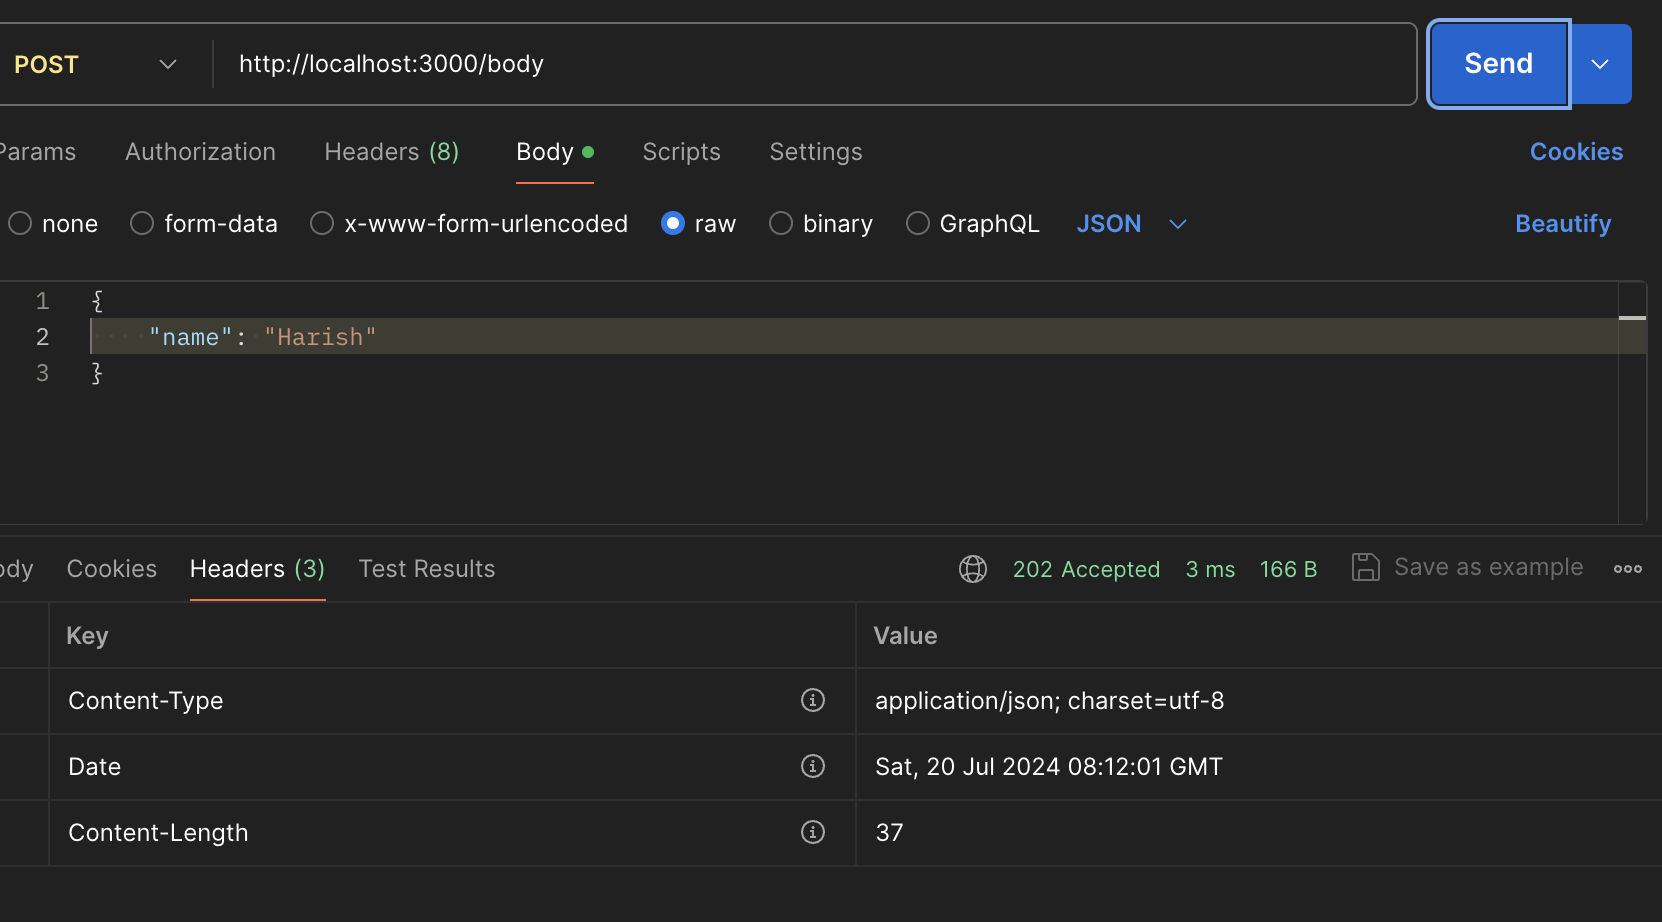 POST http://localhost:3000/body Send
Params Authorization Headers (8) Body Scripts Settings Cookies
none form-data x-www-form-urlencoded raw binary GraphQL JSON Beautify
1 {
2 "name": "Harish"
3 }
ody Cookies Headers (3) Test Results 202 Accepted 3 ms 166 B Save as example
Key Value
Content-Type application/json; charset=utf-8
Date Sat, 20 Jul 2024 08:12:01 GMT
Content-Length 37